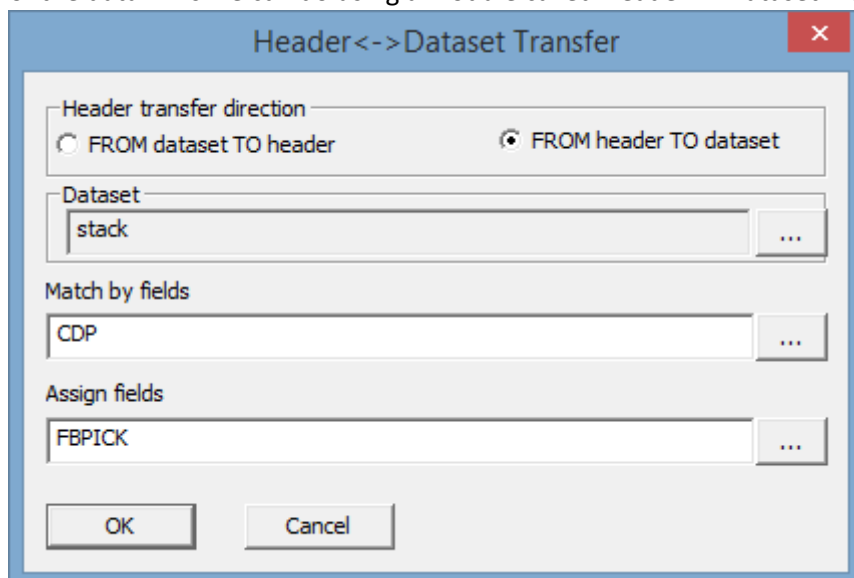 Header<->Dataset Transfer
×
Header transfer direction
FROM dataset TO header
FROM header TO dataset
Dataset
stack
...
Match by fields
CDP
...
Assign fields
FBPICK
...
OK
Cancel